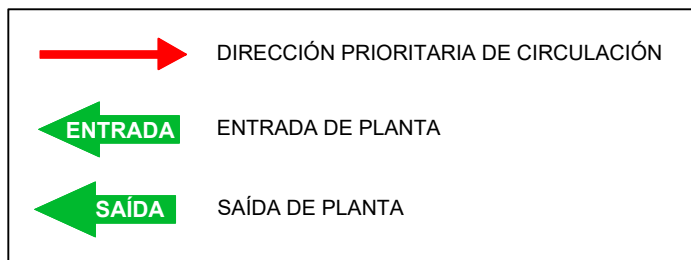 DIRECCIÓN PRIORITARIA DE CIRCULACIÓN
ENTRADA ENTRADA DE PLANTA
SAÍDA SAÍDA DE PLANTA